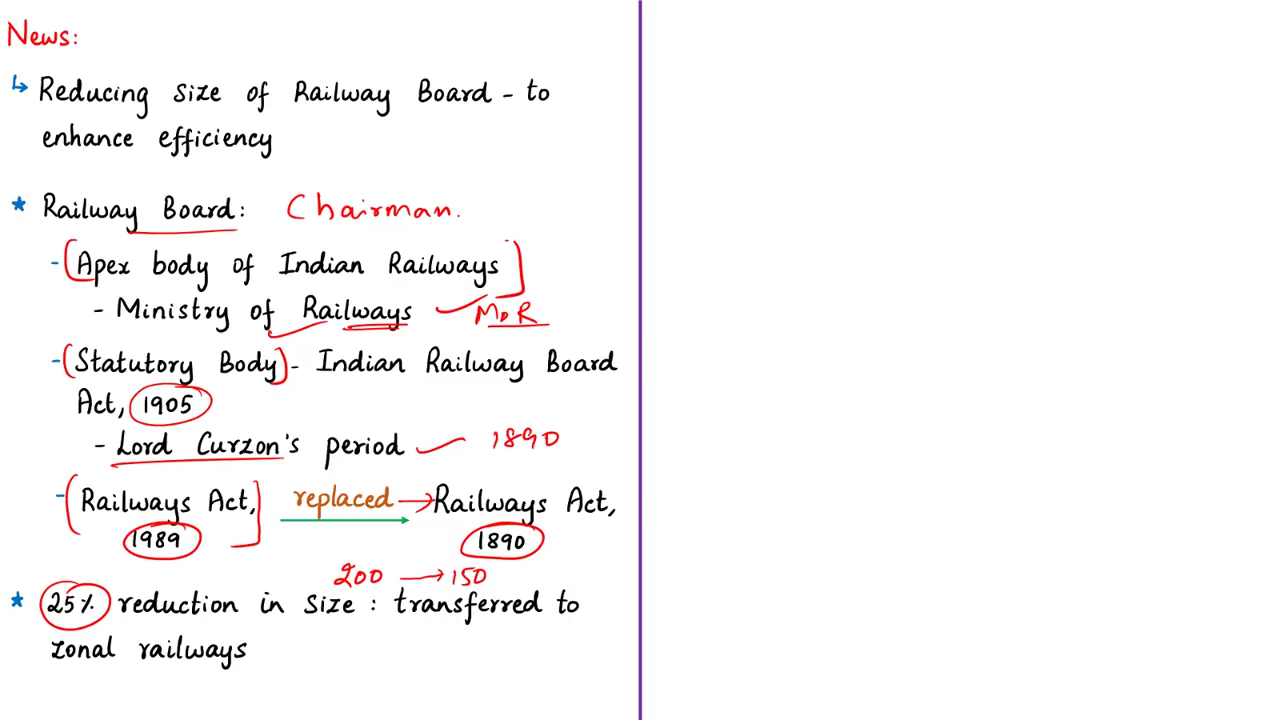 News:
↳ Reducing size of Railway Board - to
enhance efficiency
* Railway Board: Chairman.
- (Apex body of Indian Railways)
- Ministry of Railways ✓ MoR
- (Statutory Body) - Indian Railway Board
Act, 1905
- Lord Curzon's period ✓ 1890
- [Railways Act, replaced → Railways Act,
1989] 1890
200 → 150
* 25% reduction in size : transferred to
zonal railways